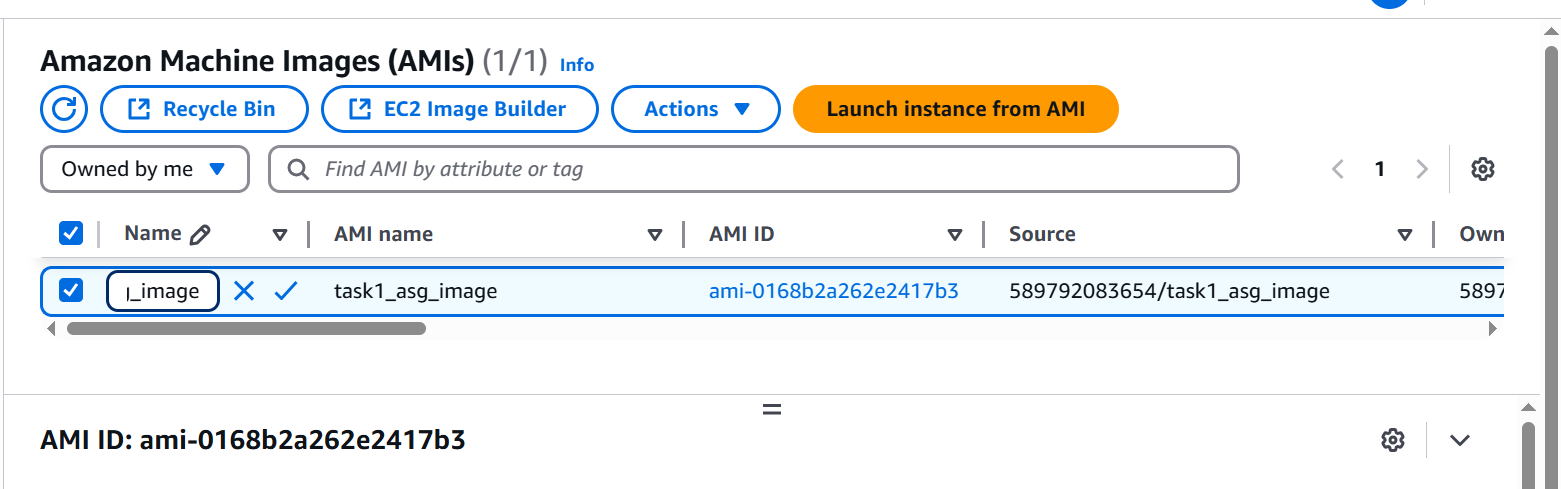 Amazon Machine Images (AMIs) (1/1) Info
Recycle Bin EC2 Image Builder Actions Launch instance from AMI
Owned by me Find AMI by attribute or tag 1
Name AMI name AMI ID Source Own
_image task1_asg_image ami-0168b2a262e2417b3 589792083654/task1_asg_image 5897
AMI ID: ami-0168b2a262e2417b3